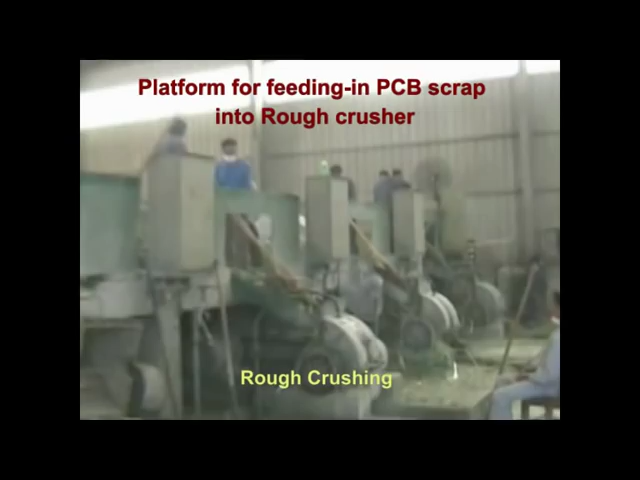 Platform for feeding-in PCB scrap
into Rough crusher
Rough Crushing